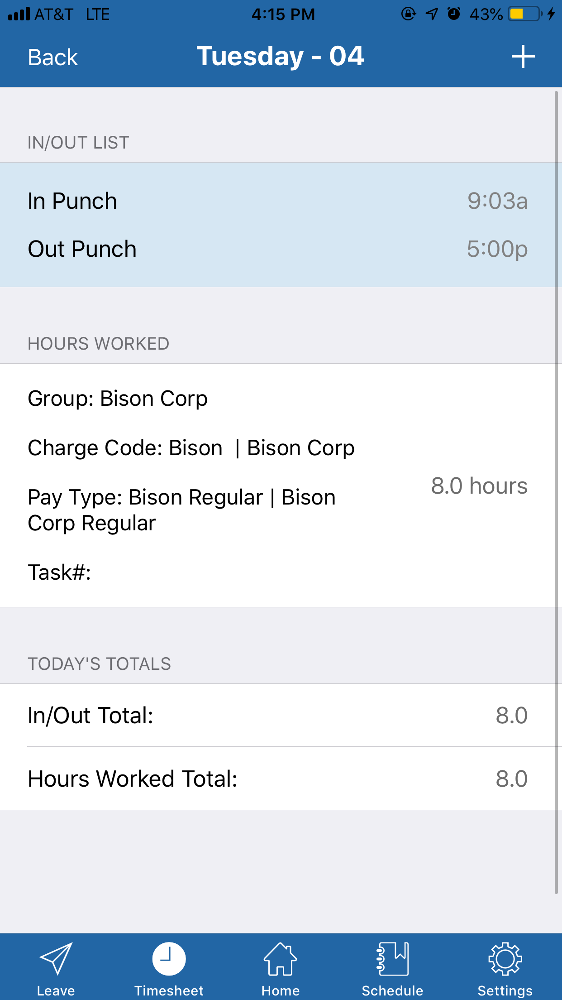 AT&T LTE 4:15 PM 43%
Back Tuesday - 04 +
IN/OUT LIST
In Punch 9:03a
Out Punch 5:00p
HOURS WORKED
Group: Bison Corp
Charge Code: Bison | Bison Corp
8.0 hours
Pay Type: Bison Regular | Bison
Corp Regular
Task#:
TODAY'S TOTALS
In/Out Total: 8.0
Hours Worked Total: 8.0
Leave Timesheet Home Schedule Settings